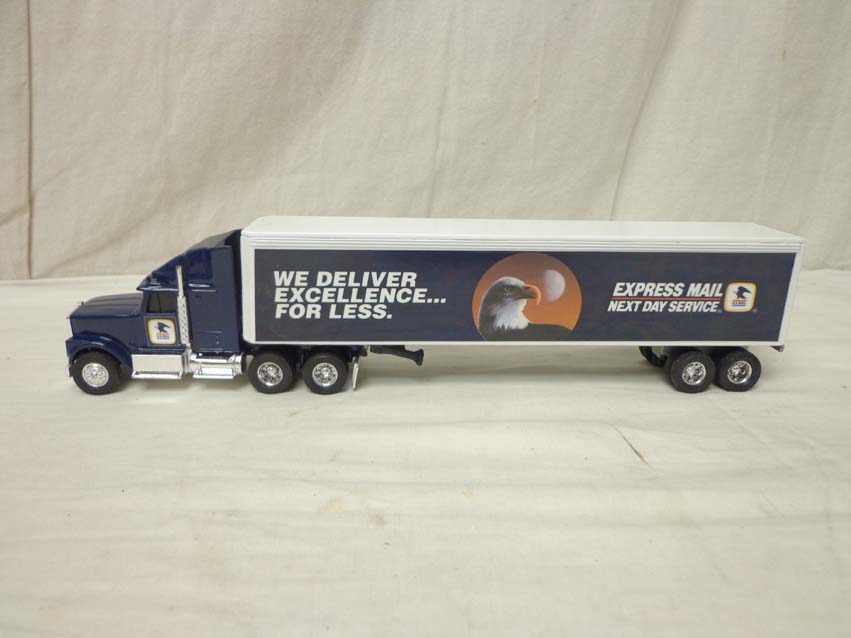 WE DELIVER
EXCELLENCE...
FOR LESS.
EXPRESS MAIL
NEXT DAY SERVICE